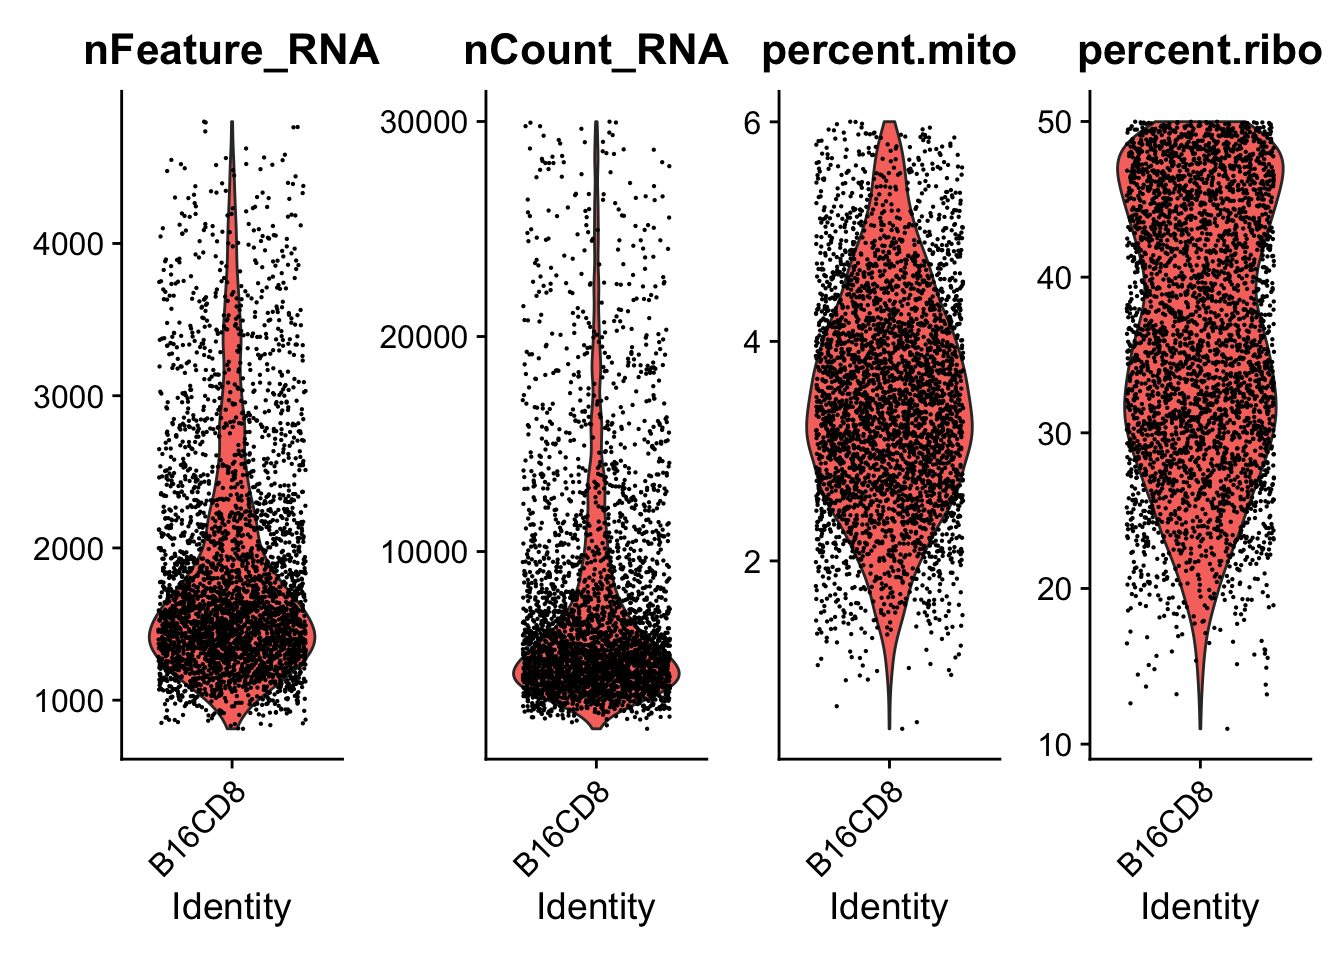 nFeature_RNA
4000
3000
2000
1000
B16CD8
Identity
nCount_RNA
30000
20000
10000
B16CD8
Identity
percent.mito
6
4
2
B16CD8
Identity
percent.ribo
50
40
30
20
10
B16CD8
Identity